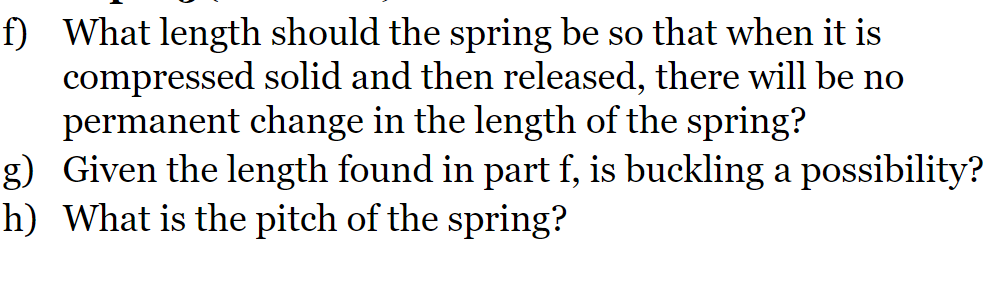 f) What length should the spring be so that when it is
compressed solid and then released, there will be no
permanent change in the length of the spring?
g) Given the length found in part f, is buckling a possibility?
h) What is the pitch of the spring?